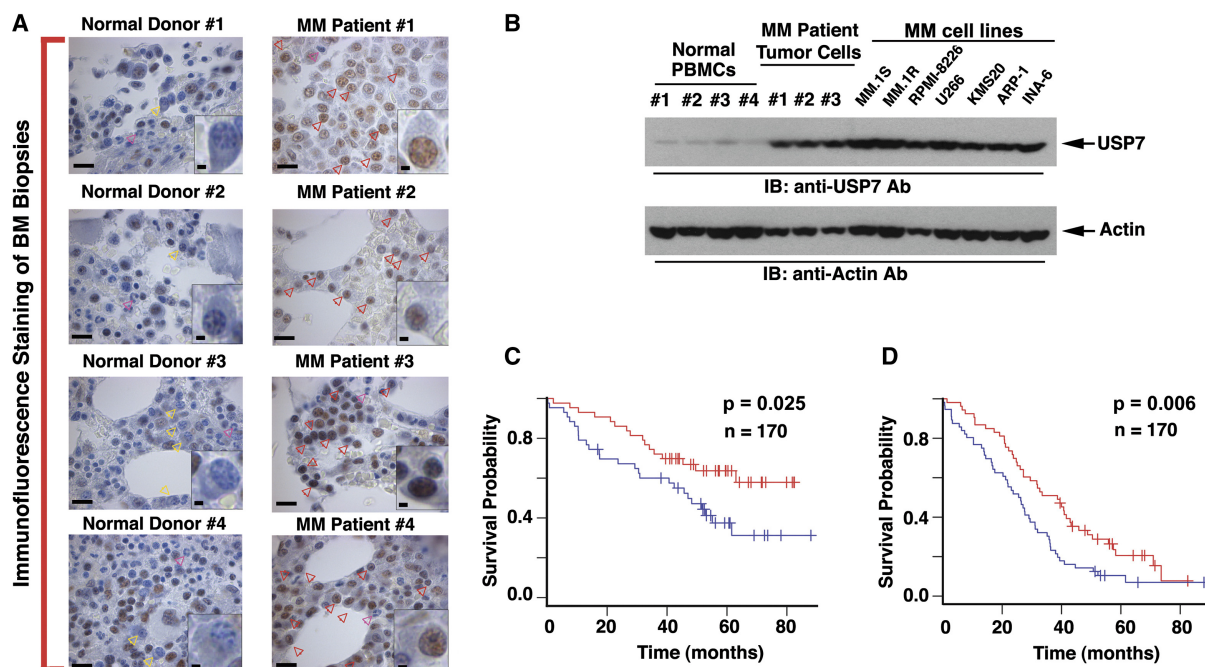 A
Normal Donor #1
MM Patient #1
Normal Donor #2
MM Patient #2
Normal Donor #3
MM Patient #3
Normal Donor #4
MM Patient #4
Immunofluorescence Staining of BM Biopsies
B
Normal
PBMCs
MM Patient
Tumor Cells
MM cell lines
#1 #2 #3 #4 #1 #2 #3 MM.1S MM.1R RPMI-8226 U266 KMS20 ARP-1 INA-6
USP7
IB: anti-USP7 Ab
Actin
IB: anti-Actin Ab
C
p = 0.025
n = 170
Survival Probability
0.8
0.4
0.0
0 20 40 60 80
Time (months)
D
p = 0.006
n = 170
Survival Probability
0.8
0.4
0.0
0 20 40 60 80
Time (months)